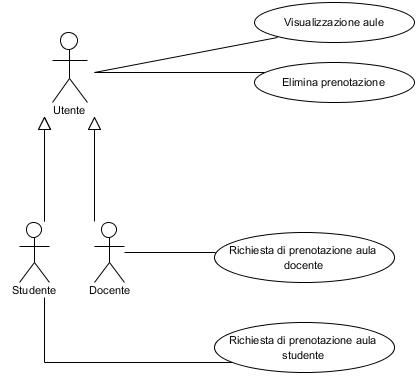 Visualizzazione aule
Elimina prenotazione
Utente
Richiesta di prenotazione aula
docente
Studente
Docente
Richiesta di prenotazione aula
studente